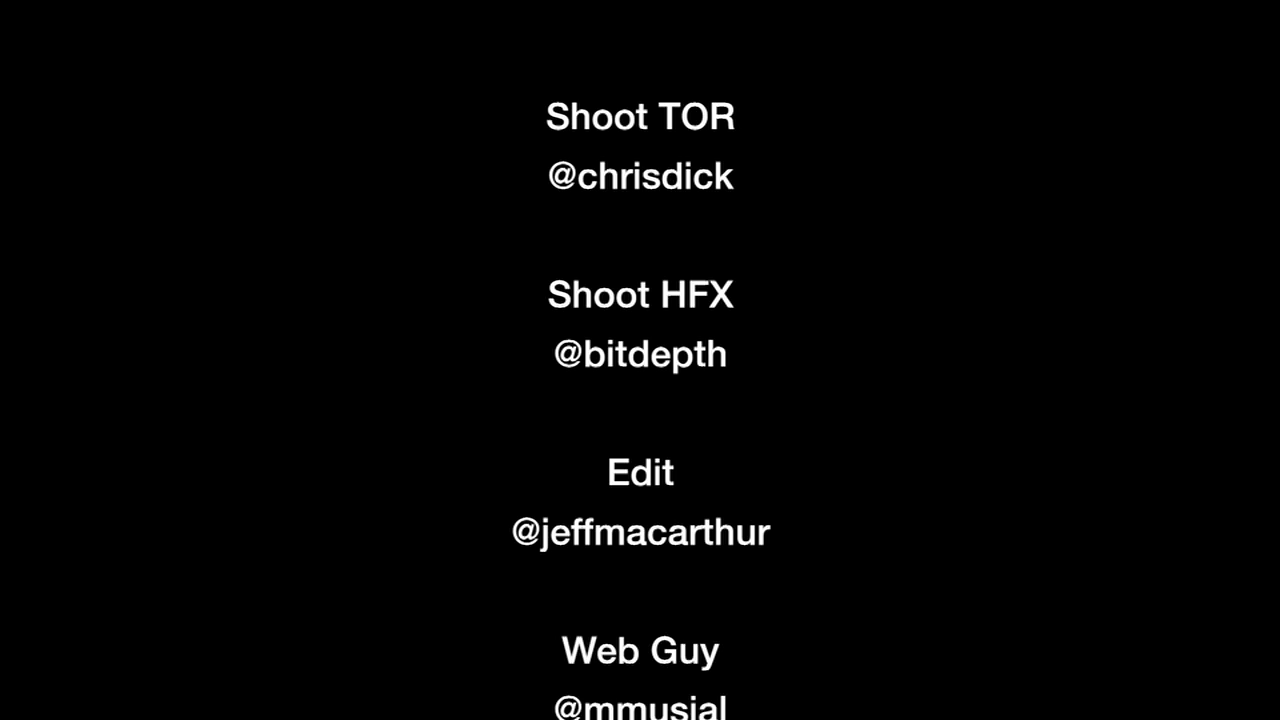 Shoot TOR
@chrisdick
Shoot HFX
@bitdepth
Edit
@jeffmacarthur
Web Guy
@mmusial